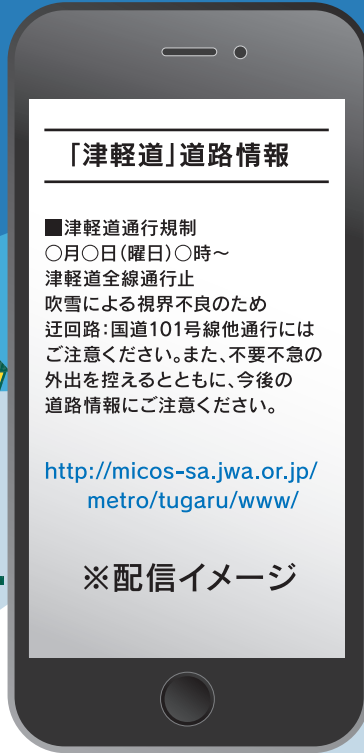 「津軽道」道路情報
■津軽道通行規制
○月○日(曜日)○時～
津軽道全線通行止
吹雪による視界不良のため
迂回路：国道101号線他通行には
ご注意ください。また、不要不急の
外出を控えるとともに、今後の
道路情報にご注意ください。
http://micos-sa.jwa.or.jp/
metro/tugaru/www/
※配信イメージ